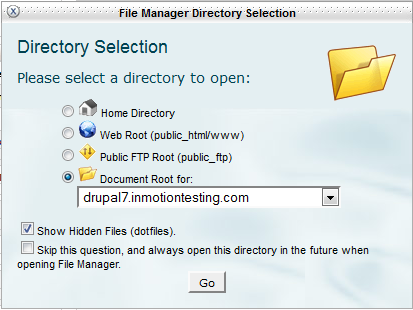 File Manager Directory Selection
Directory Selection
Please select a directory to open:
Home Directory
Web Root (public_html/www)
Public FTP Root (public_ftp)
Document Root for:
drupal7.inmotiontesting.com
Show Hidden Files (dotfiles).
Skip this question, and always open this directory in the future when
opening File Manager.
Go